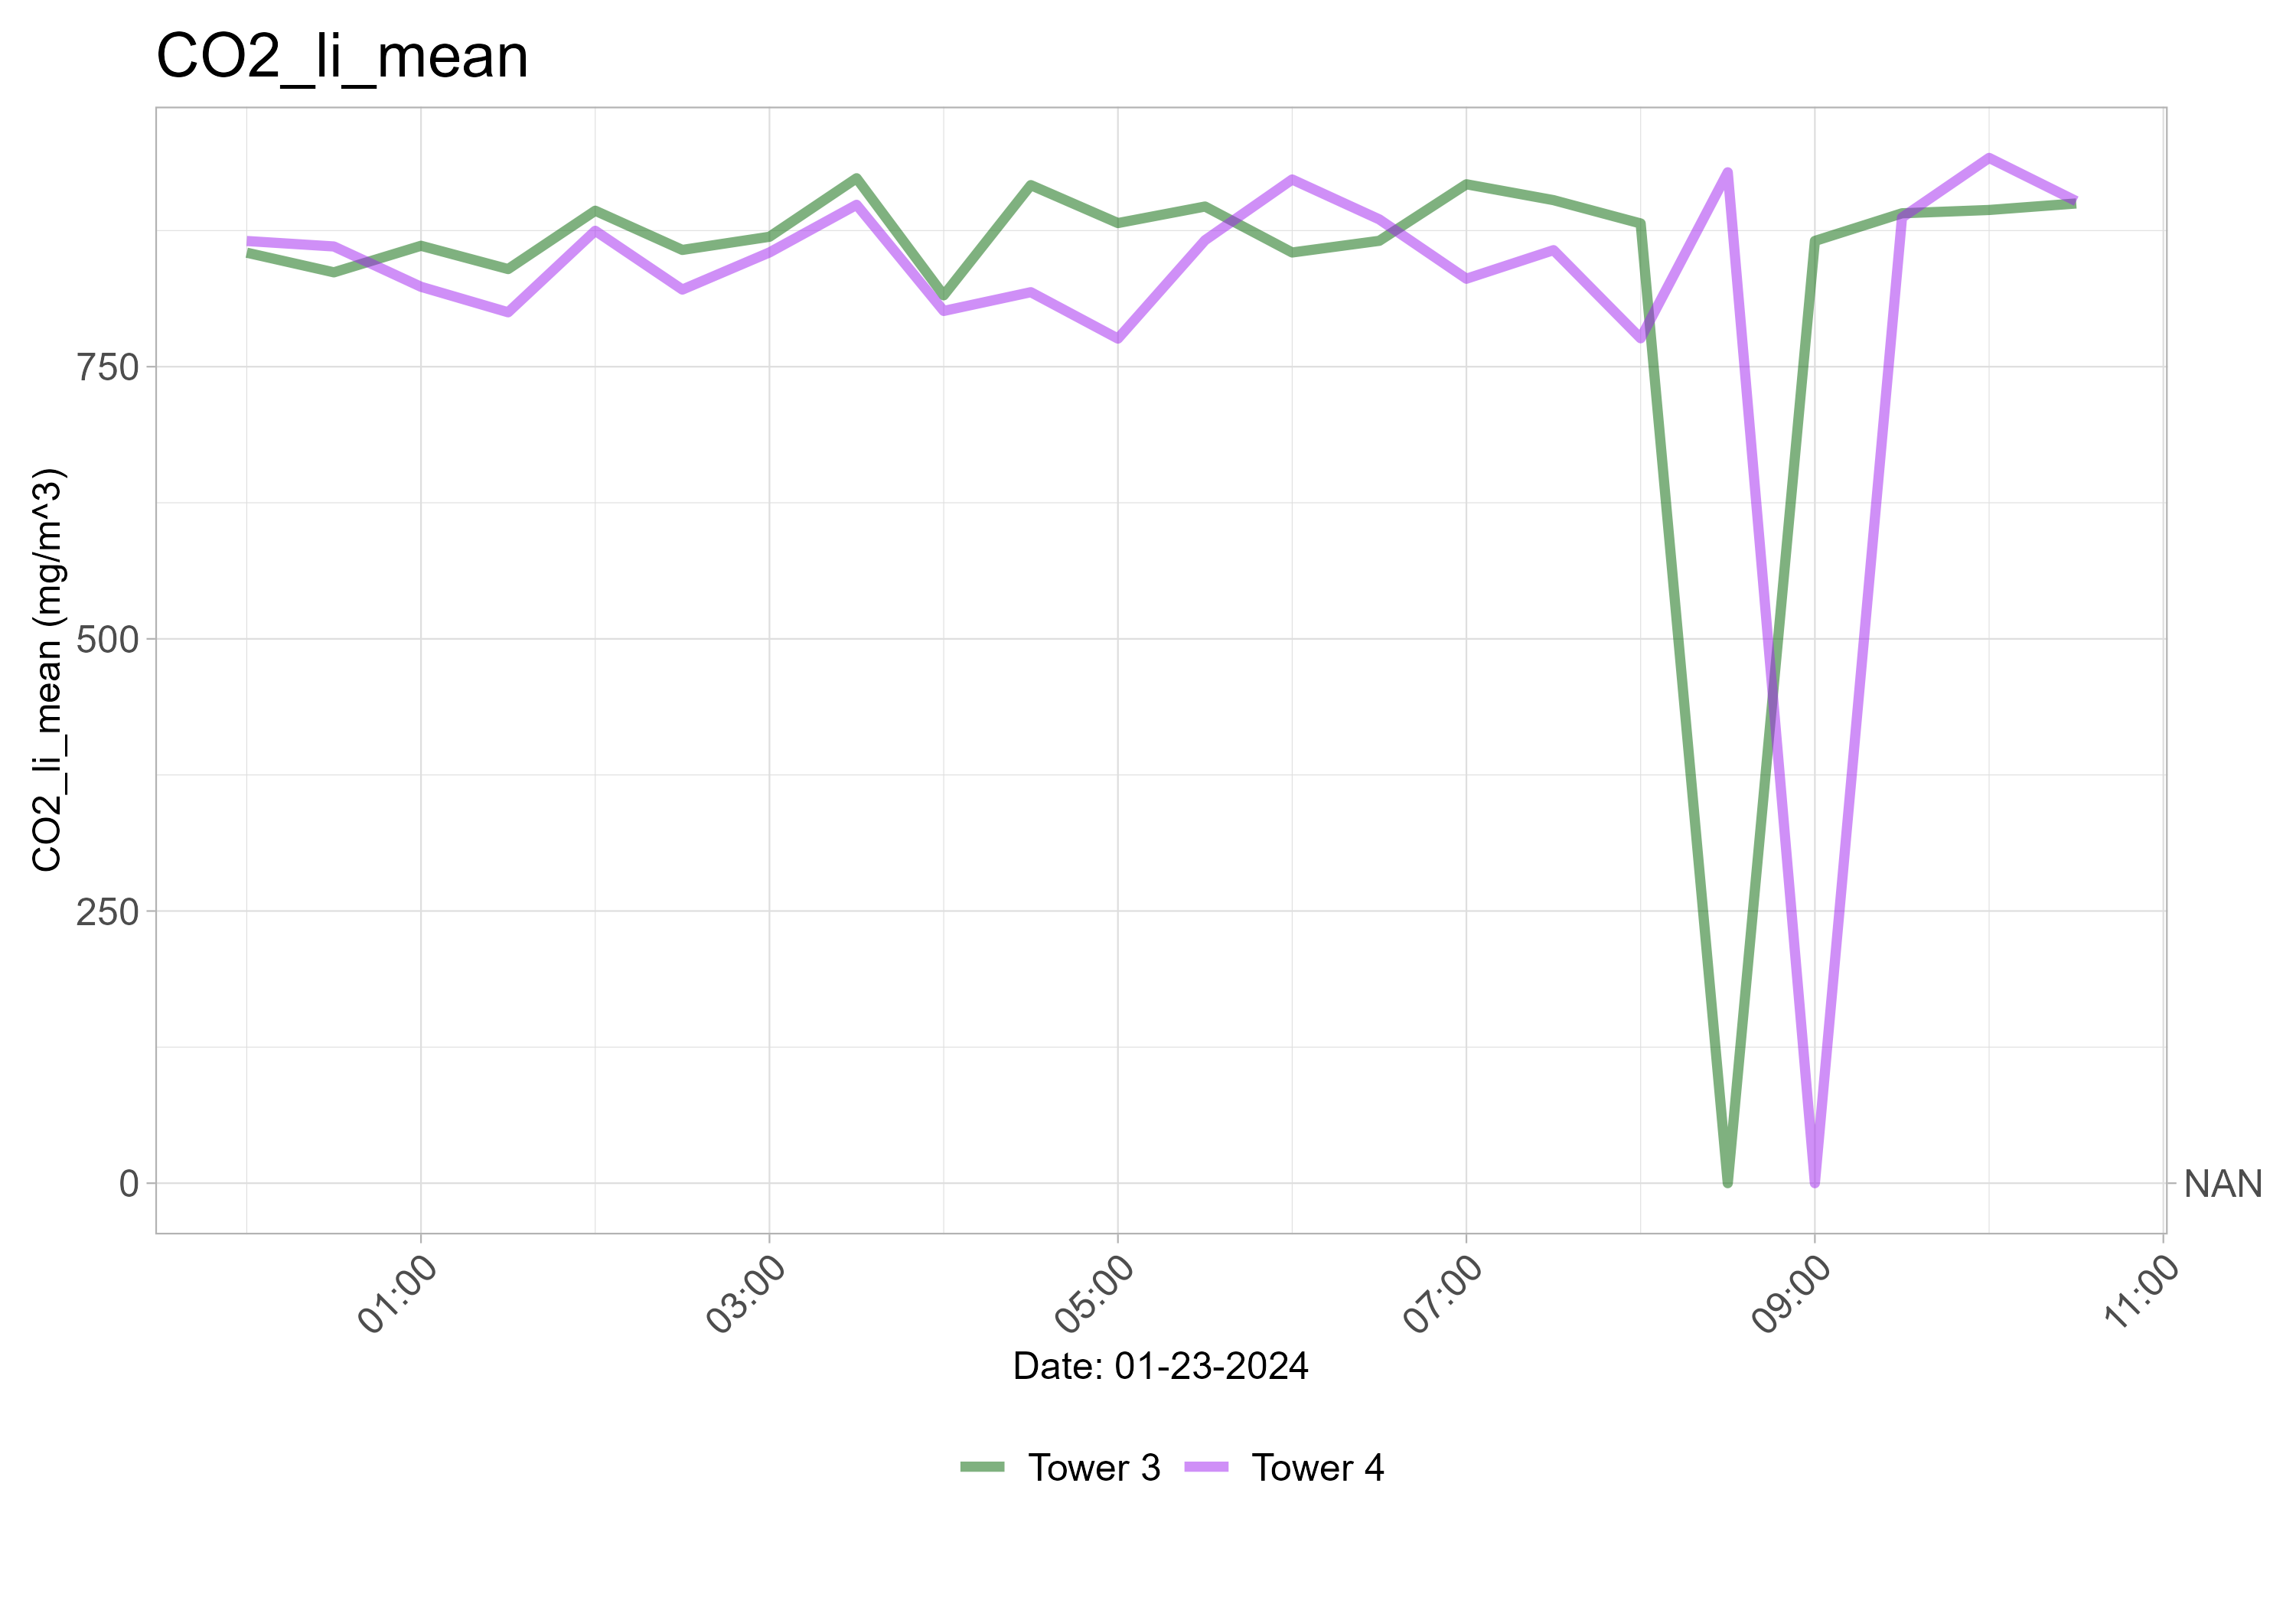 CO2_li_mean
CO2_li_mean (mg/m^3)
750
500
250
0
NAN
01:00
03:00
05:00
07:00
09:00
11:00
Date: 01-23-2024
Tower 3
Tower 4